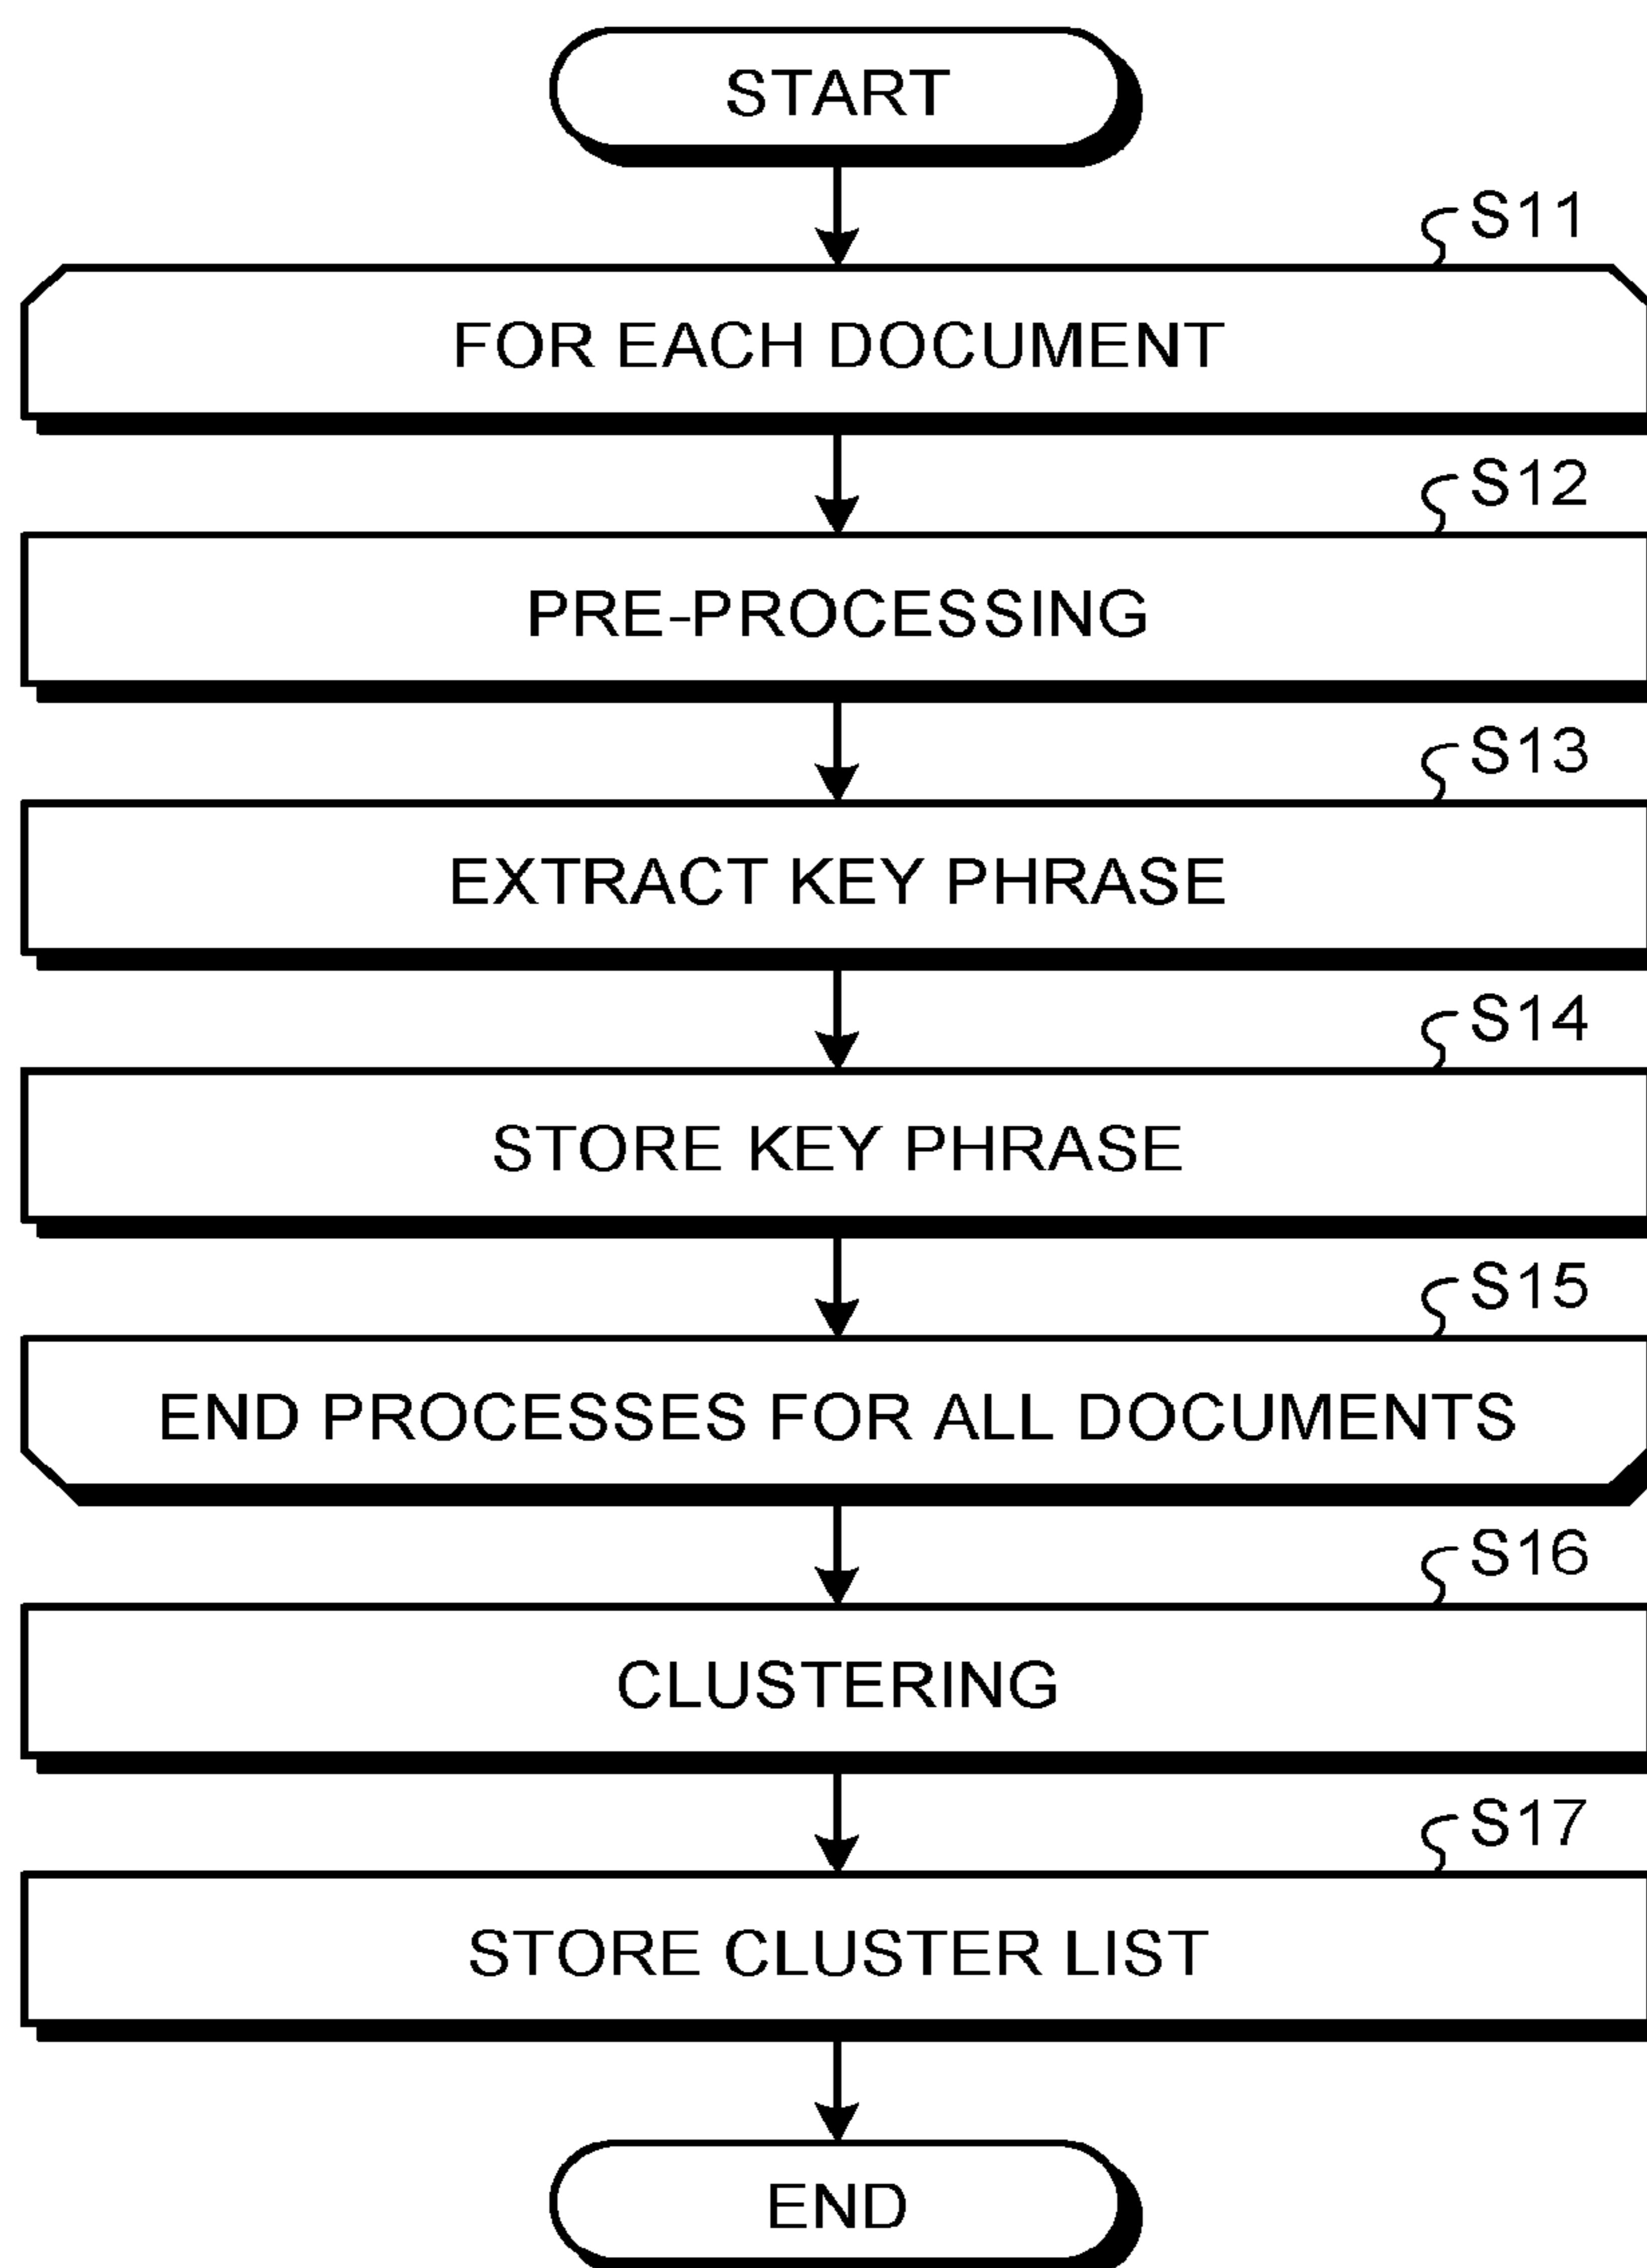 START
S11
FOR EACH DOCUMENT
S12
PRE-PROCESSING
S13
EXTRACT KEY PHRASE
S14
STORE KEY PHRASE
S15
END PROCESSES FOR ALL DOCUMENTS
S16
CLUSTERING
S17
STORE CLUSTER LIST
END